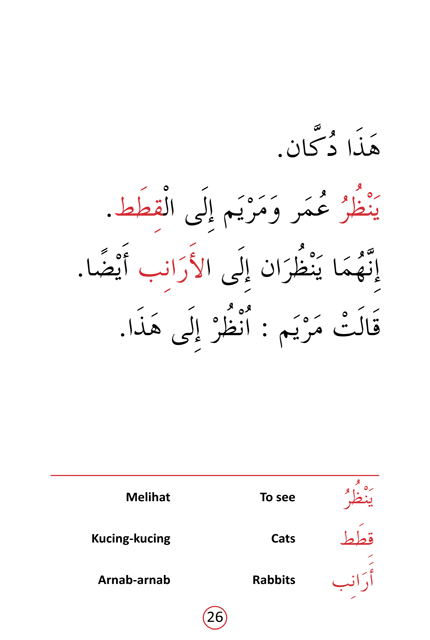 هَذَا دُكَّان.
يَنْظُرُ عُمَر وَمَرْيَم إِلَى الْقِطَط.
إِنَّهُمَا يَنْظُرَان إِلَى الأَرَانِب أَيْضًا.
قَالَتْ مَرْيَم : اُنْظُرْ إِلَى هَذَا.
Melihat To see يَنْظُرُ
Kucing-kucing Cats قِطَط
Arnab-arnab Rabbits أَرَانِب
26